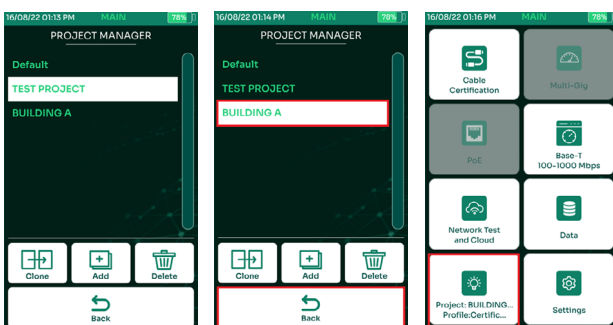 16/08/22 01:13 PM MAIN 78%
PROJECT MANAGER
Default
TEST PROJECT
BUILDING A
Clone Add Delete
Back
16/08/22 01:14 PM MAIN 78%
PROJECT MANAGER
Default
TEST PROJECT
BUILDING A
Clone Add Delete
Back
16/08/22 01:16 PM MAIN 78%
Cable
Certification
Multi-Gig
PoE
Base-T
100-1000 Mbps
Network Test
and Cloud
Data
Project: BUILDING...
Profile:Certific...
Settings